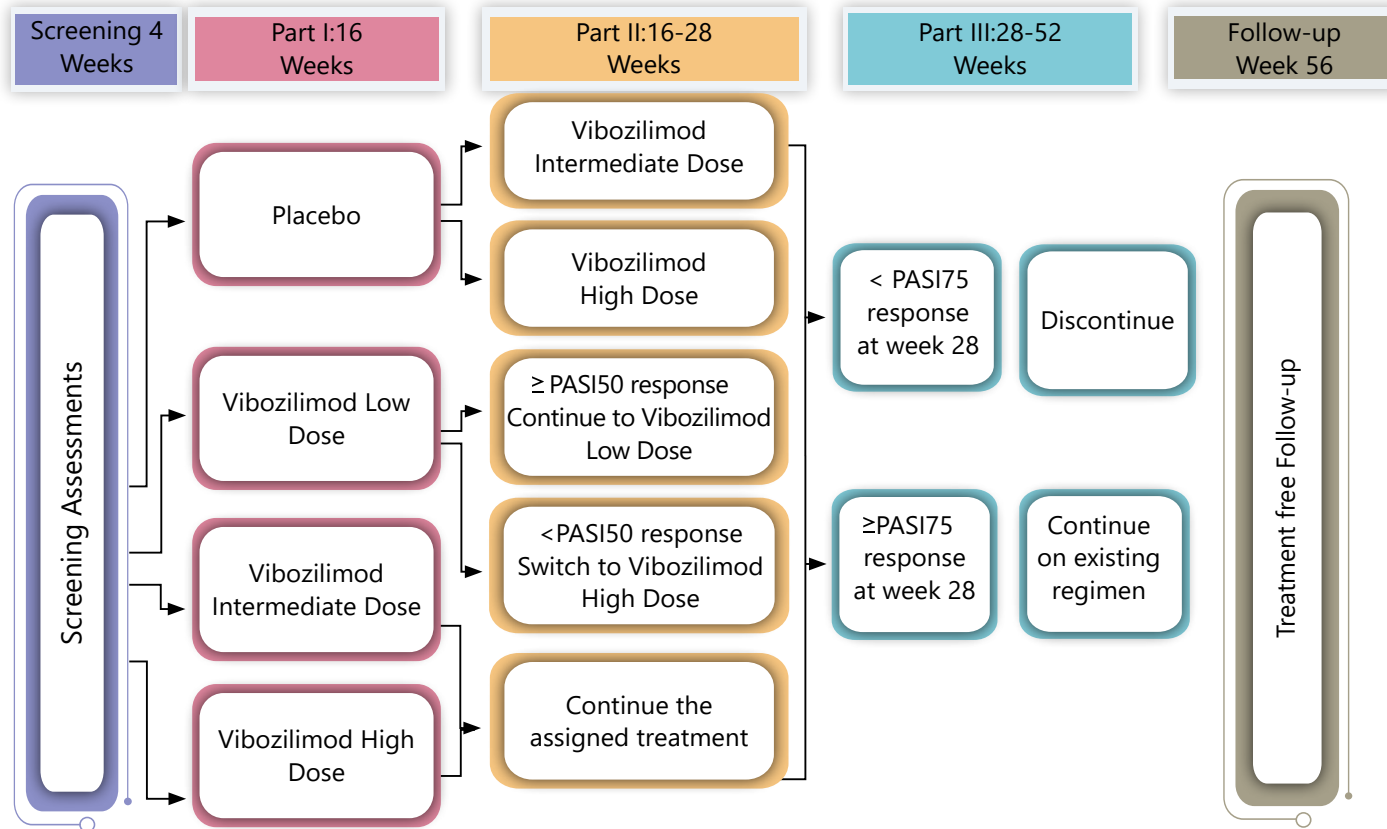 Screening 4
Weeks
Part I:16
Weeks
Part II:16-28
Weeks
Part III:28-52
Weeks
Follow-up
Week 56
Screening Assessments
Placebo
Vibozilimod Low
Dose
Vibozilimod
Intermediate Dose
Vibozilimod High
Dose
Vibozilimod
Intermediate Dose
Vibozilimod
High Dose
≥PASI50 response
Continue to Vibozilimod
Low Dose
<PASI50 response
Switch to Vibozilimod
High Dose
Continue the
assigned treatment
< PASI75
response
at week 28
Discontinue
≥PASI75
response
at week 28
Continue
on existing
regimen
Treatment free Follow-up